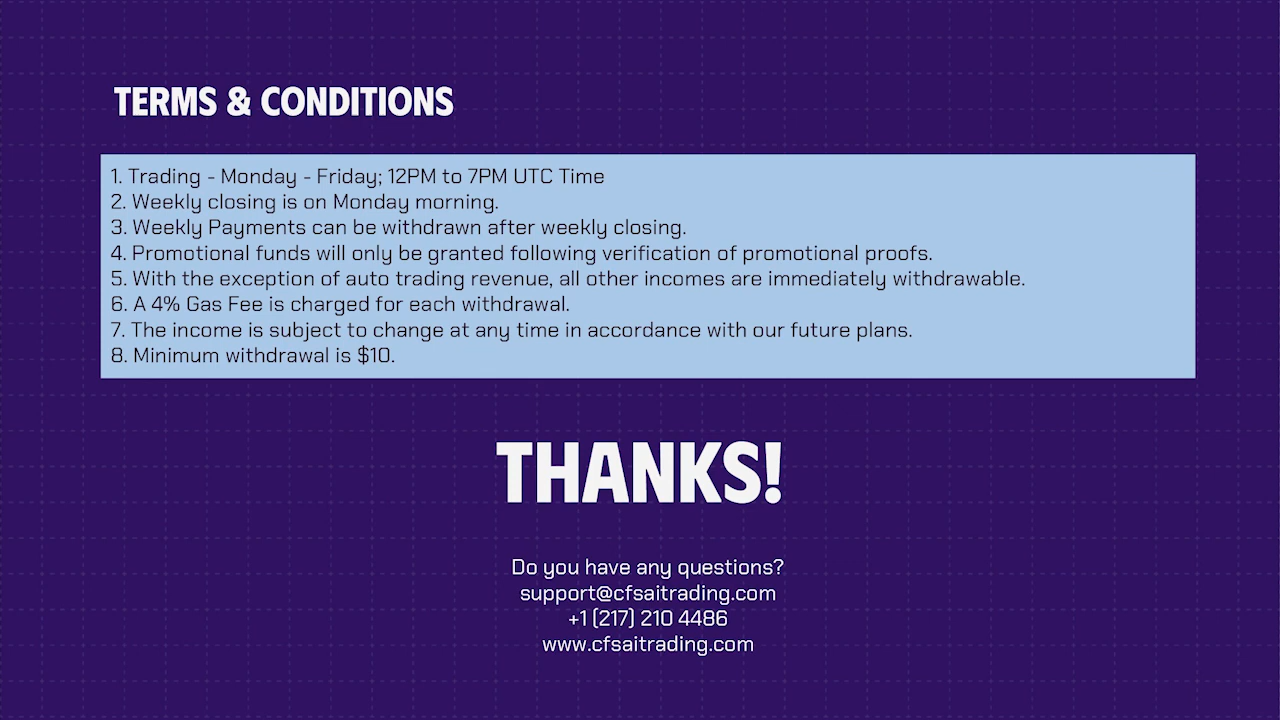 TERMS & CONDITIONS
1. Trading - Monday - Friday; 12PM to 7PM UTC Time
2. Weekly closing is on Monday morning.
3. Weekly Payments can be withdrawn after weekly closing.
4. Promotional funds will only be granted following verification of promotional proofs.
5. With the exception of auto trading revenue, all other incomes are immediately withdrawable.
6. A 4% Gas Fee is charged for each withdrawal.
7. The income is subject to change at any time in accordance with our future plans.
8. Minimum withdrawal is $10.
THANKS!
Do you have any questions?
support@cfsaitrading.com
+1 (217) 210 4486
www.cfsaitrading.com